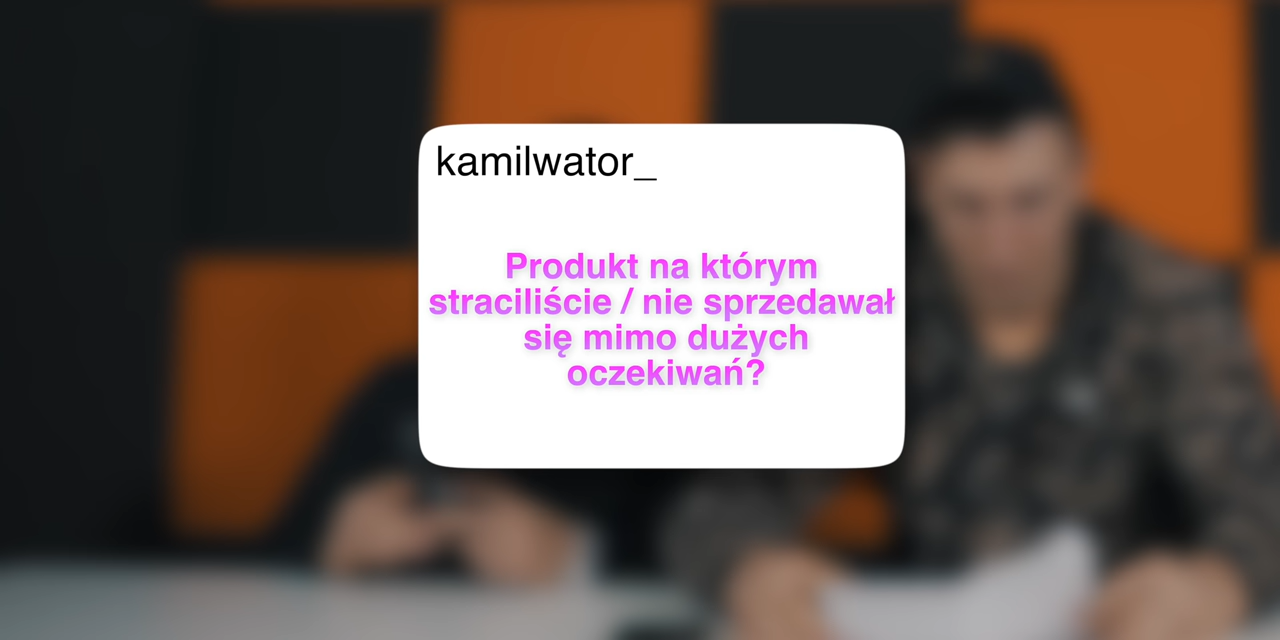 kamilwator_
Produkt na którym
straciliście / nie sprzedawał
się mimo dużych
oczekiwań?